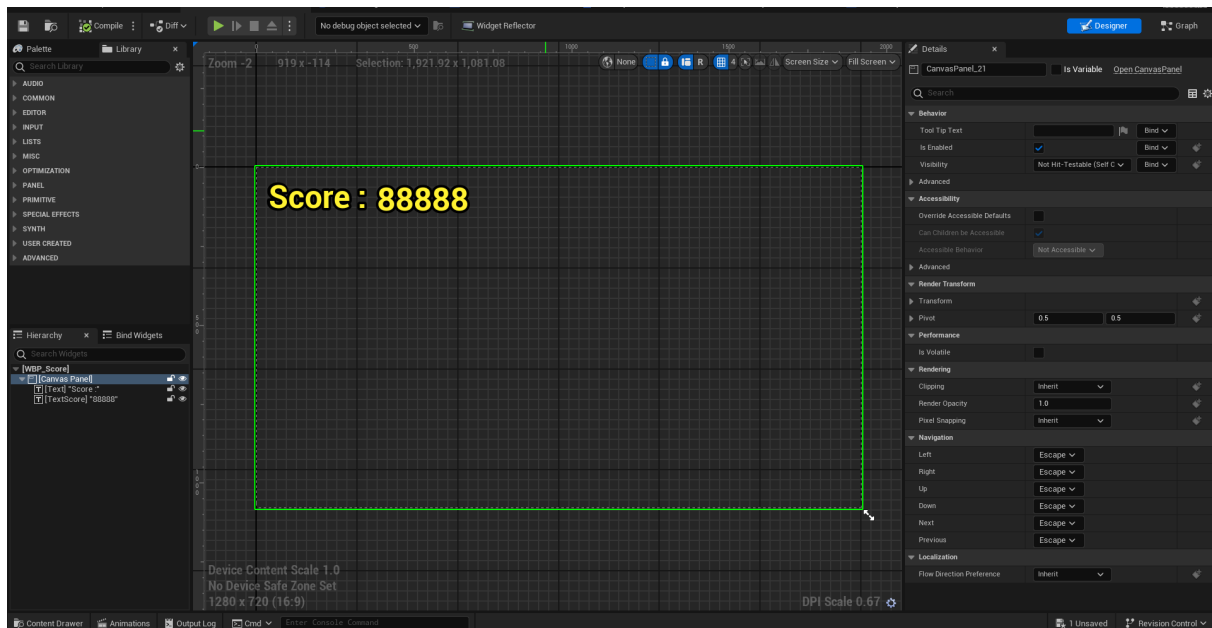 Compile
Diff
No debug object selected
Widget Reflector
Designer
Graph
Palette
Library
Search Library
AUDIO
COMMON
EDITOR
INPUT
LISTS
MISC
OPTIMIZATION
PANEL
PRIMITIVE
SPECIAL EFFECTS
SYNTH
USER CREATED
ADVANCED
Hierarchy
Bind Widgets
Search Widgets
[WBP_Score]
[Canvas Panel]
[Text] "Score :"
[TextScore] "88888"
0 500 1000 1500 2000
Zoom -2 919 x -114 Selection: 1,921.92 x 1,081.08
None R 4 Screen Size Fill Screen
0
500
1000
Score : 88888
Device Content Scale 1.0
No Device Safe Zone Set
1280 x 720 (16:9)
DPI Scale 0.67
Details
CanvasPanel_21 Is Variable Open CanvasPanel
Search
Behavior
Tool Tip Text Bind
Is Enabled Bind
Visibility Not Hit-Testable (Self C Bind
Advanced
Accessibility
Override Accessible Defaults
Can Children be Accessible
Accessible Behavior Not Accessible
Advanced
Render Transform
Transform
Pivot 0.5 0.5
Performance
Is Volatile
Rendering
Clipping Inherit
Render Opacity 1.0
Pixel Snapping Inherit
Navigation
Left Escape
Right Escape
Up Escape
Down Escape
Next Escape
Previous Escape
Localization
Flow Direction Preference Inherit
Content Drawer Animations Output Log Cmd Enter Console Command 1 Unsaved Revision Control